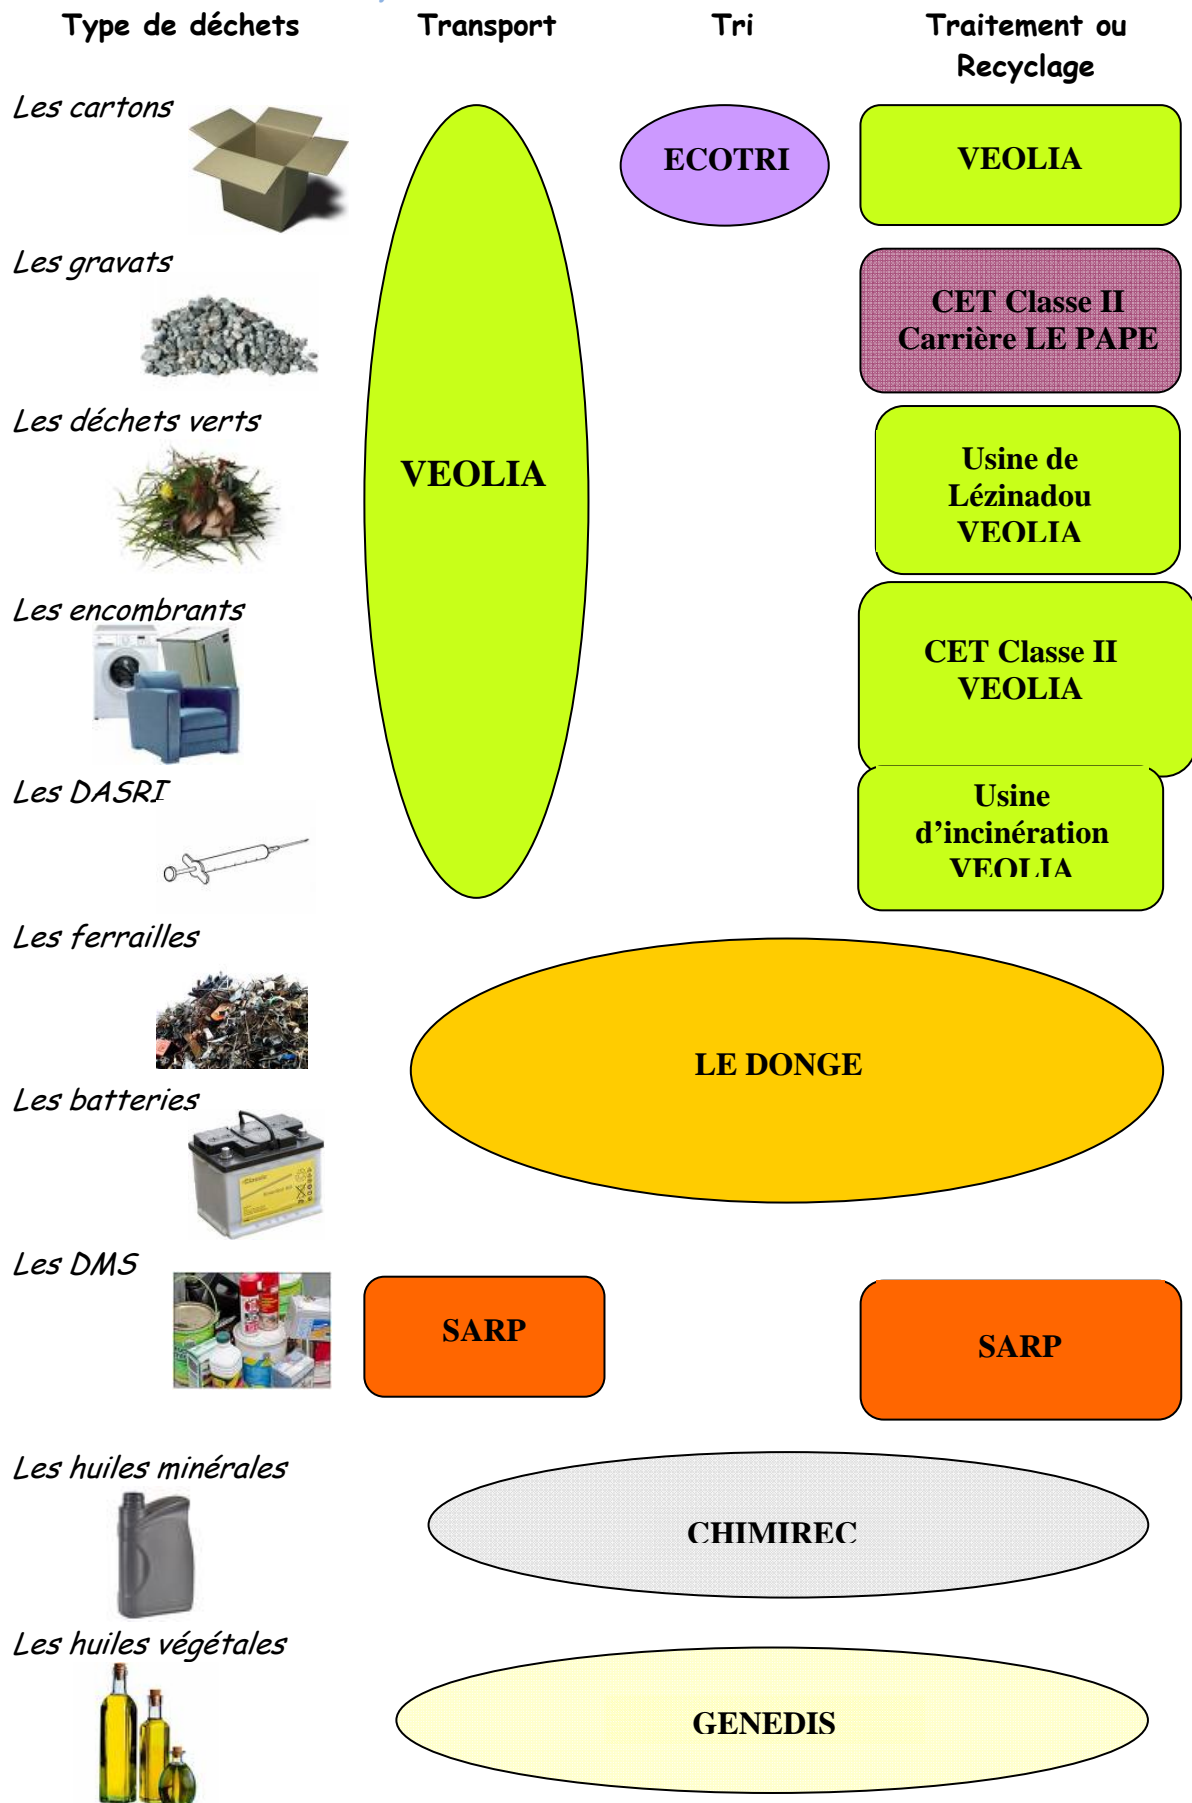 Type de déchets Transport Tri Traitement ou
Recyclage
Les cartons
ECOTRI VEOLIA
Les gravats
CET Classe II
Carrière LE PAPE
Les déchets verts
VEOLIA
Usine de
Lézinadou
VEOLIA
Les encombrants
CET Classe II
VEOLIA
Les DASRI
Usine
d’incinération
VEOLIA
Les ferrailles
LE DONGE
Les batteries
Classic
Les DMS
SARP SARP
Les huiles minérales
CHIMIREC
Les huiles végétales
GENEDIS